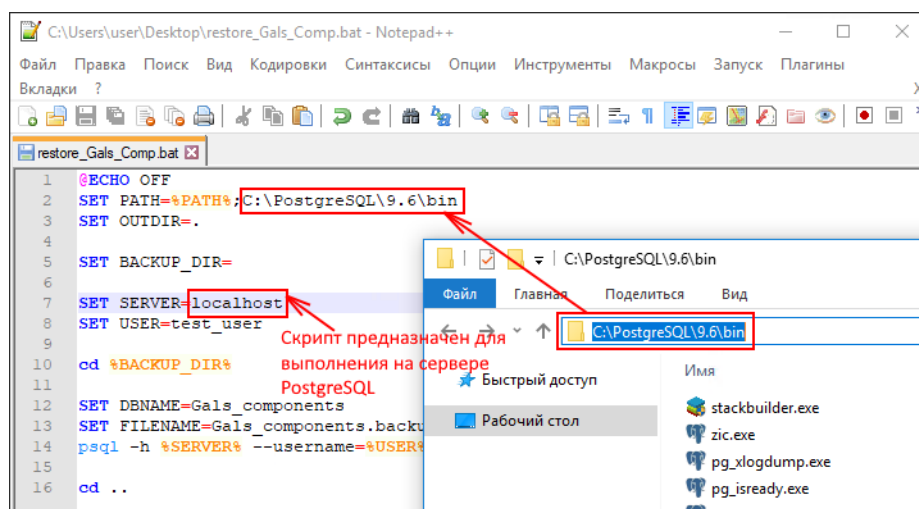 C:\Users\user\Desktop\restore_Gals_Comp.bat - Notepad++
Файл Правка Поиск Вид Кодировки Синтаксисы Опции Инструменты Макросы Запуск Плагины
Вкладки ?
restore_Gals_Comp.bat
1 @ECHO OFF
2 SET PATH=%PATH%;C:\PostgreSQL\9.6\bin
3 SET OUTDIR=.
4
5 SET BACKUP_DIR=
6
7 SET SERVER=localhost
8 SET USER=test_user
9
10 cd %BACKUP_DIR%
11
12 SET DBNAME=Gals_components
13 SET FILENAME=Gals_components.backu
14 psql -h %SERVER% --username=%USER%
15
16 cd ..
Скрипт предназначен для
выполнения на сервере
PostgreSQL
C:\PostgreSQL\9.6\bin
Файл Главная Поделиться Вид
C:\PostgreSQL\9.6\bin
Быстрый доступ
Рабочий стол
Имя
stackbuilder.exe
zic.exe
pg_xlogdump.exe
pg_isready.exe